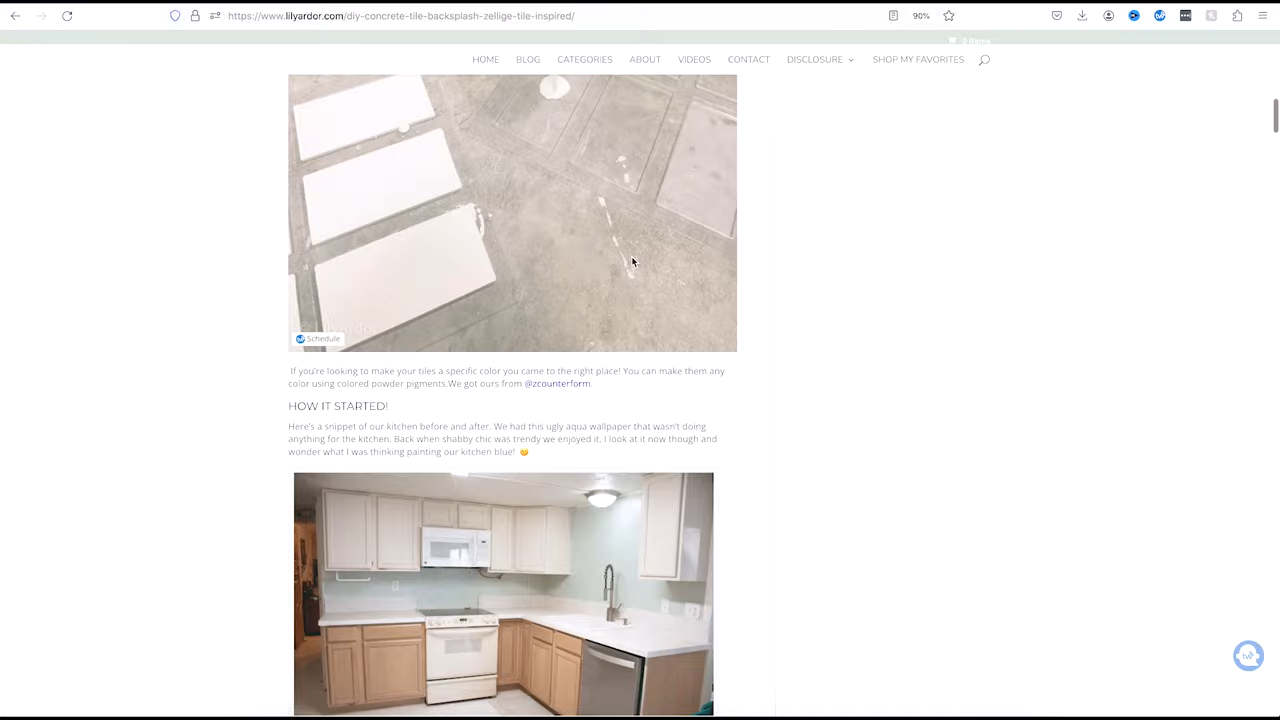 https://www.lilyardor.com/diy-concrete-tile-backsplash-zellige-tile-inspired/
90%
0 Items
HOME BLOG CATEGORIES ABOUT VIDEOS CONTACT DISCLOSURE SHOP MY FAVORITES
lilyardor
Schedule
If you're looking to make your tiles a specific color you came to the right place! You can make them any
color using colored powder pigments.We got ours from @zcounterform.
HOW IT STARTED!
Here's a snippet of our kitchen before and after. We had this ugly aqua wallpaper that wasn't doing
anything for the kitchen. Back when shabby chic was trendy we enjoyed it. I look at it now though and
wonder what I was thinking painting our kitchen blue!